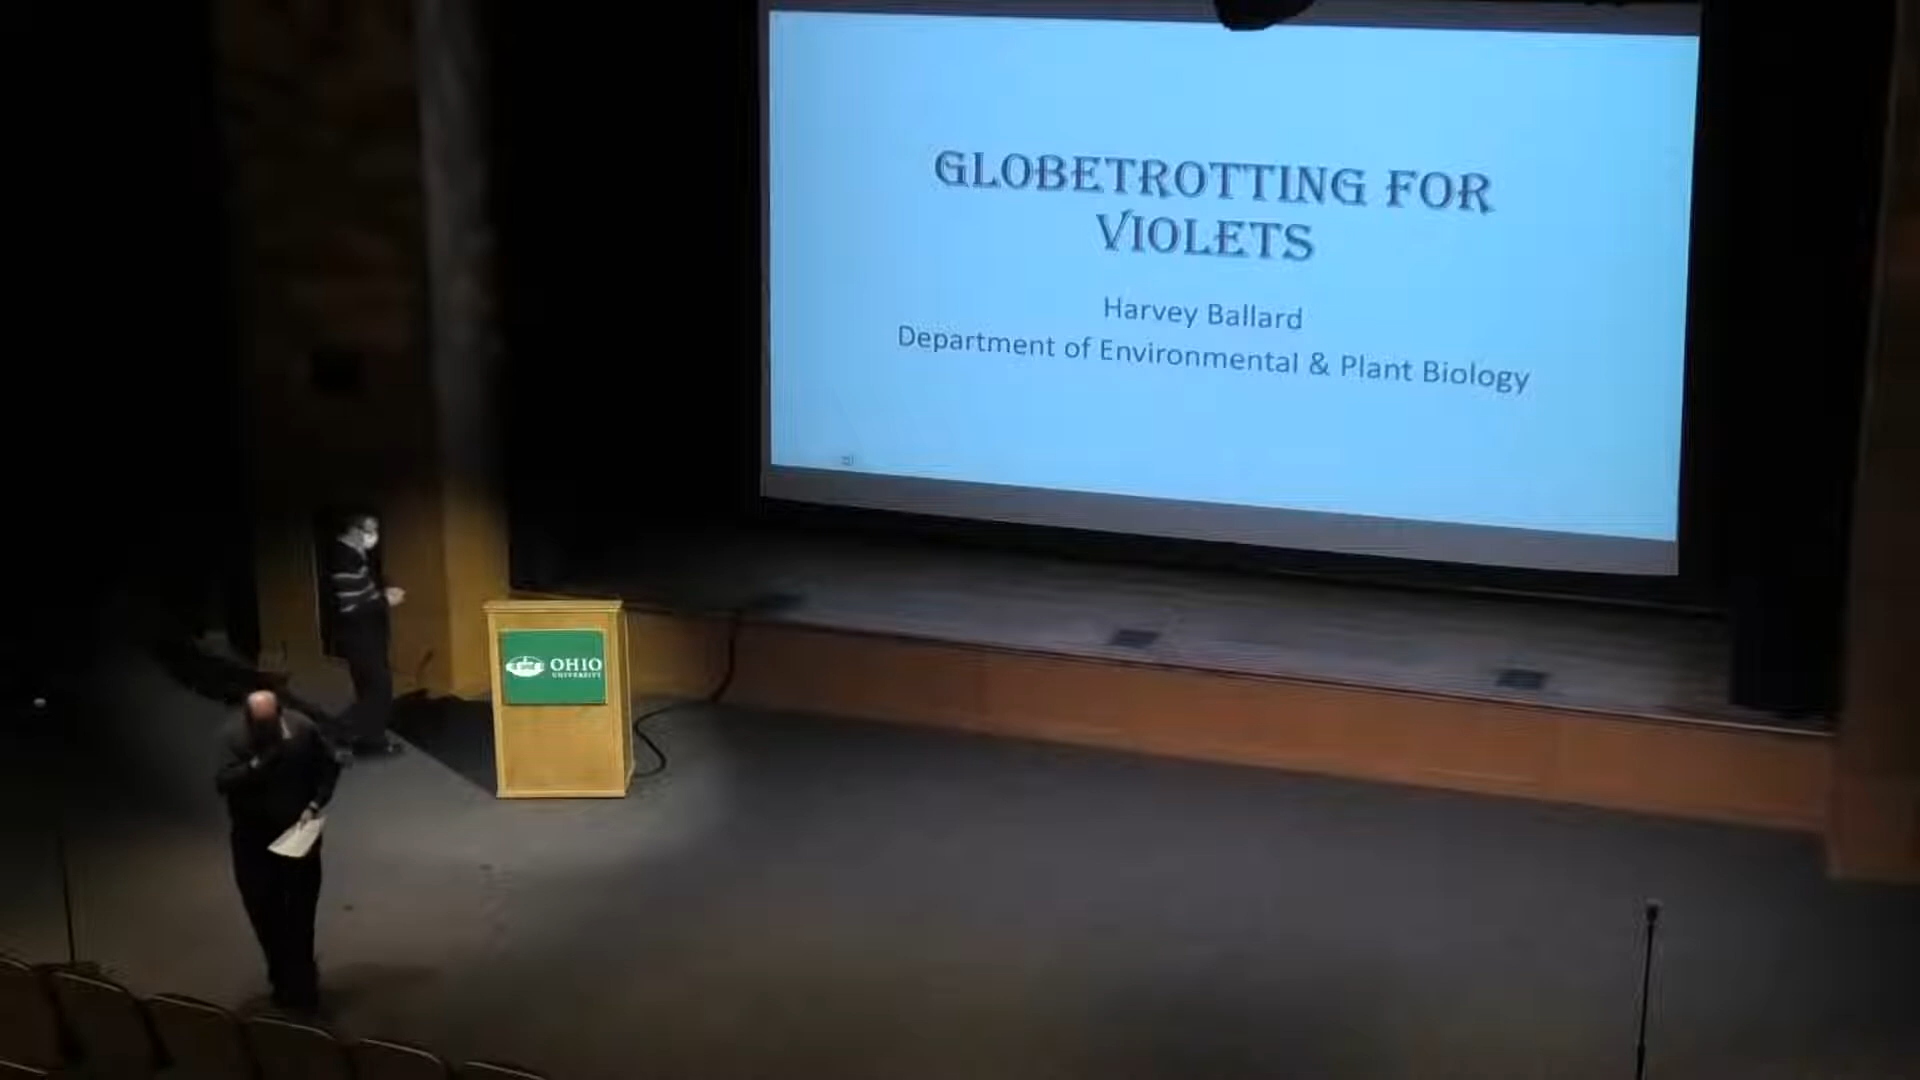 GLOBETROTTING FOR
VIOLETS
Harvey Ballard
Department of Environmental & Plant Biology
OHIO
UNIVERSITY